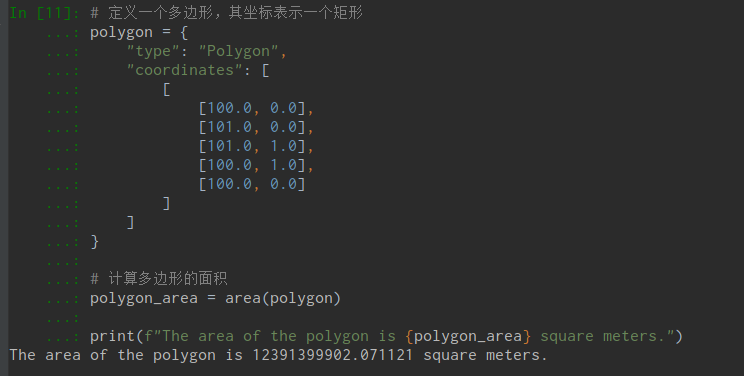 In [11]: # 定义一个多边形，其坐标表示一个矩形
    ...: polygon = {
    ...:     "type": "Polygon",
    ...:     "coordinates": [
    ...:         [
    ...:             [100.0, 0.0],
    ...:             [101.0, 0.0],
    ...:             [101.0, 1.0],
    ...:             [100.0, 1.0],
    ...:             [100.0, 0.0]
    ...:         ]
    ...:     ]
    ...: }
    ...:
    ...: # 计算多边形的面积
    ...: polygon_area = area(polygon)
    ...:
    ...: print(f"The area of the polygon is {polygon_area} square meters.")
The area of the polygon is 12391399902.071121 square meters.